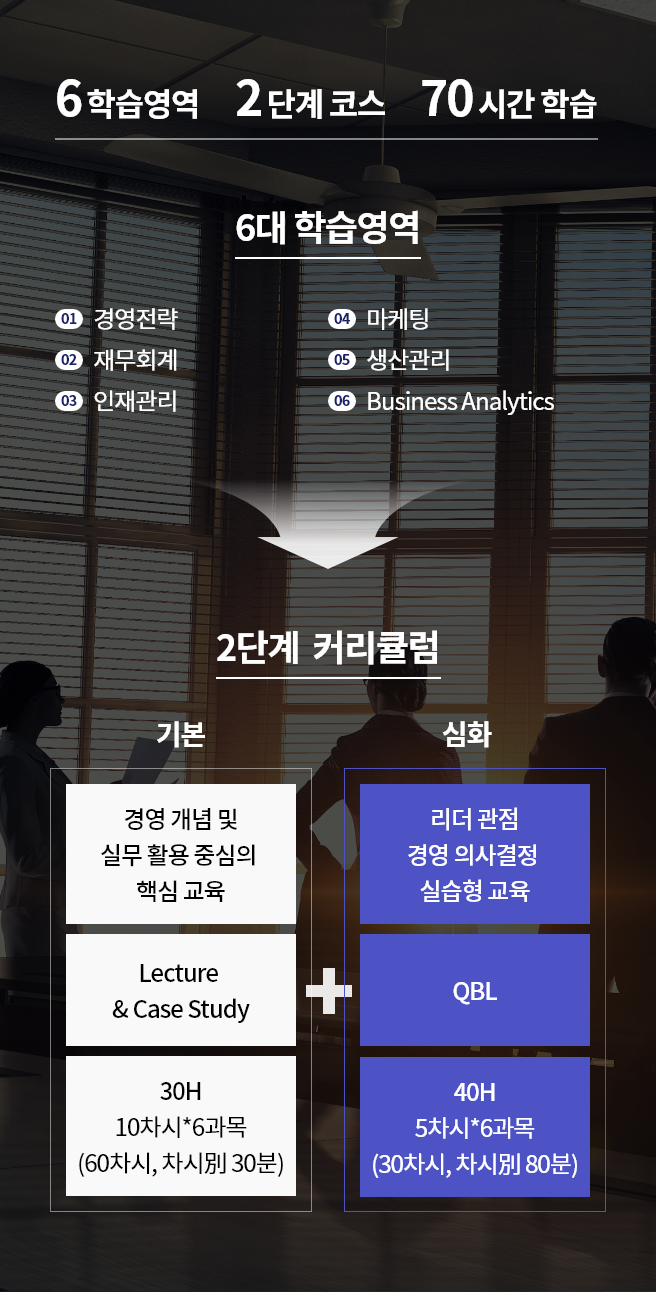 6 학습영역 2 단계 코스 70 시간 학습
6대 학습영역
01 경영전략
02 재무회계
03 인재관리
04 마케팅
05 생산관리
06 Business Analytics
2단계 커리큘럼
기본
경영 개념 및
실무 활용 중심의
핵심 교육
Lecture
& Case Study
30H
10차시*6과목
(60차시, 차시別 30분)
심화
리더 관점
경영 의사결정
실습형 교육
QBL
40H
5차시*6과목
(30차시, 차시別 80분)